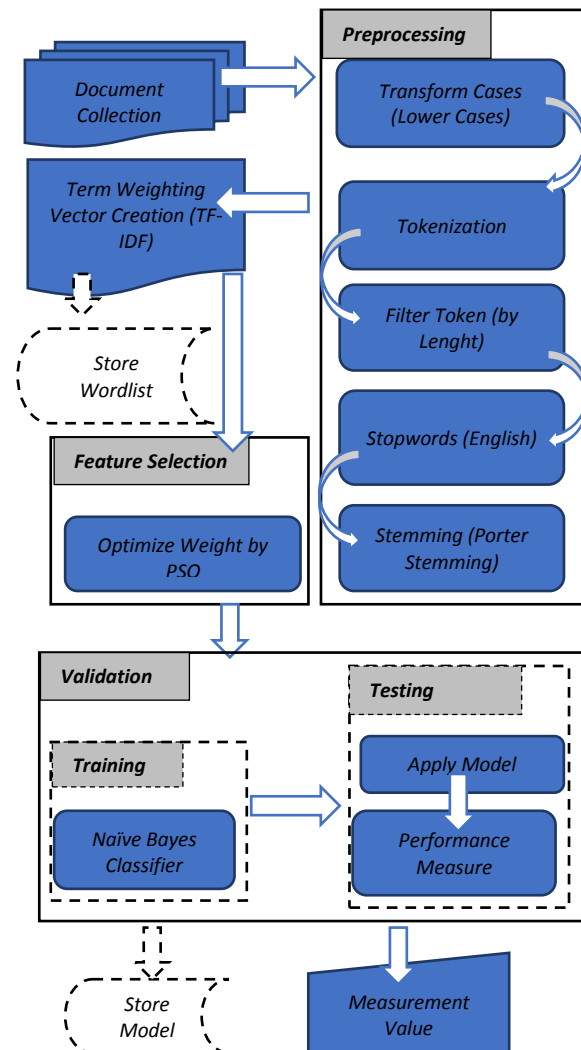 Document
Collection
Preprocessing
Transform Cases
(Lower Cases)
Tokenization
Filter Token (by
Lenght)
Stopwords (English)
Stemming (Porter
Stemming)
Term Weighting
Vector Creation (TF-
IDF)
Store
Wordlist
Feature Selection
Optimize Weight by
PSO
Validation
Training
Naïve Bayes
Classifier
Testing
Apply Model
Performance
Measure
Store
Model
Measurement
Value